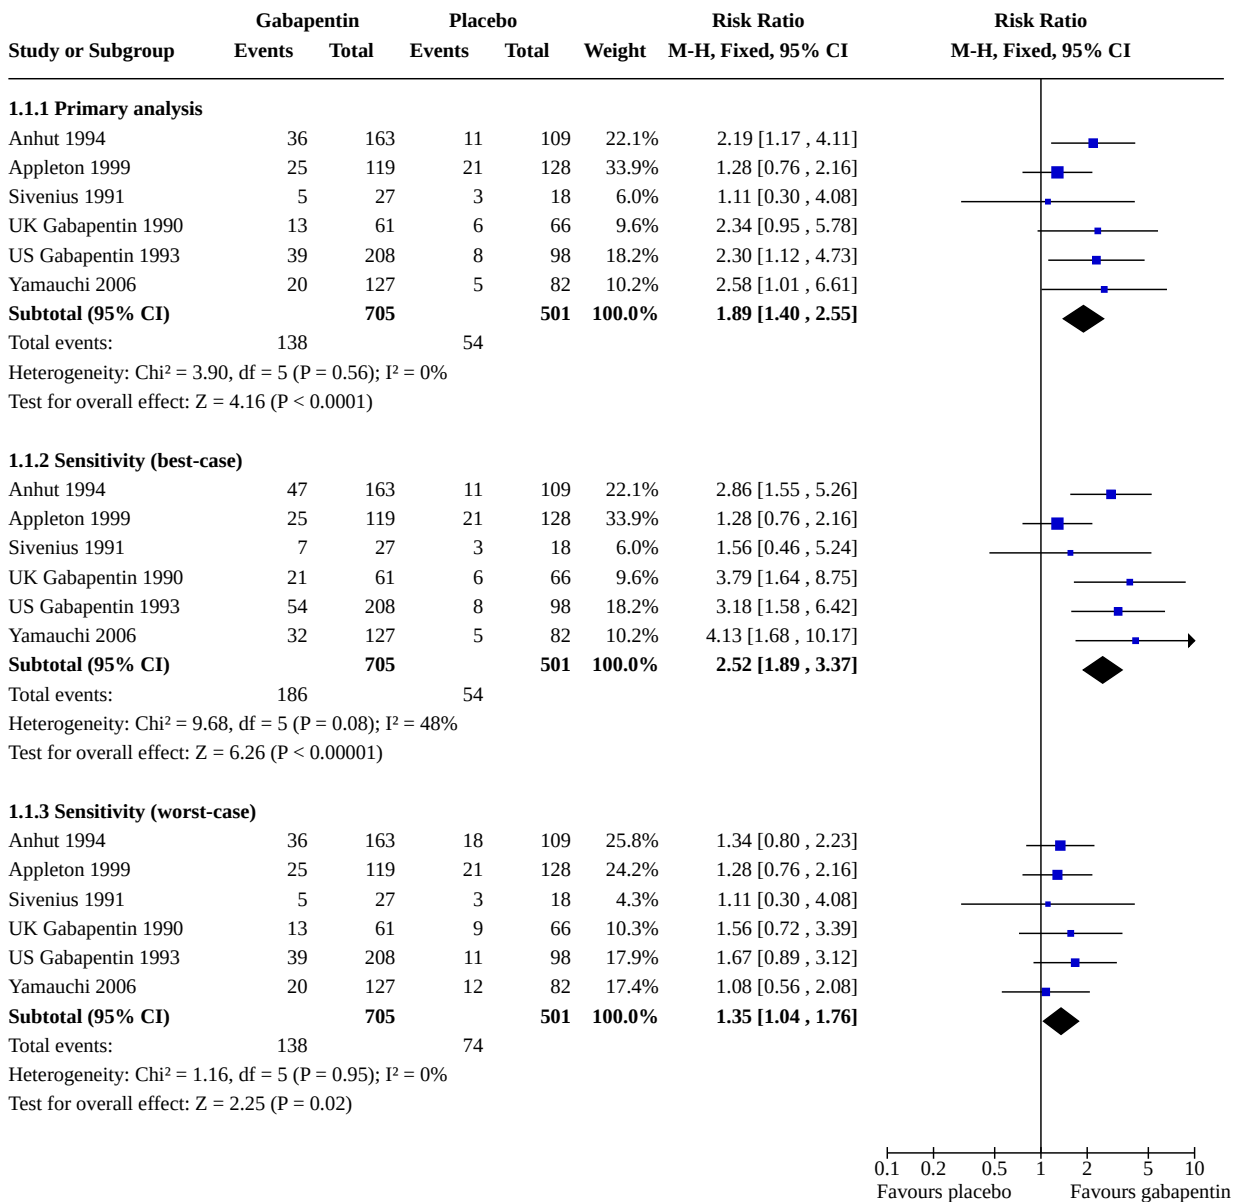 Gabapentin Placebo Risk Ratio Risk Ratio
Study or Subgroup Events Total Events Total Weight M-H, Fixed, 95% CI M-H, Fixed, 95% CI
1.1.1 Primary analysis
Anhut 1994 36 163 11 109 22.1% 2.19 [1.17 , 4.11]
Appleton 1999 25 119 21 128 33.9% 1.28 [0.76 , 2.16]
Sivenius 1991 5 27 3 18 6.0% 1.11 [0.30 , 4.08]
UK Gabapentin 1990 13 61 6 66 9.6% 2.34 [0.95 , 5.78]
US Gabapentin 1993 39 208 8 98 18.2% 2.30 [1.12 , 4.73]
Yamauchi 2006 20 127 5 82 10.2% 2.58 [1.01 , 6.61]
Subtotal (95% CI) 705 501 100.0% 1.89 [1.40 , 2.55]
Total events: 138 54
Heterogeneity: Chi² = 3.90, df = 5 (P = 0.56); I² = 0%
Test for overall effect: Z = 4.16 (P < 0.0001)
1.1.2 Sensitivity (best-case)
Anhut 1994 47 163 11 109 22.1% 2.86 [1.55 , 5.26]
Appleton 1999 25 119 21 128 33.9% 1.28 [0.76 , 2.16]
Sivenius 1991 7 27 3 18 6.0% 1.56 [0.46 , 5.24]
UK Gabapentin 1990 21 61 6 66 9.6% 3.79 [1.64 , 8.75]
US Gabapentin 1993 54 208 8 98 18.2% 3.18 [1.58 , 6.42]
Yamauchi 2006 32 127 5 82 10.2% 4.13 [1.68 , 10.17]
Subtotal (95% CI) 705 501 100.0% 2.52 [1.89 , 3.37]
Total events: 186 54
Heterogeneity: Chi² = 9.68, df = 5 (P = 0.08); I² = 48%
Test for overall effect: Z = 6.26 (P < 0.00001)
1.1.3 Sensitivity (worst-case)
Anhut 1994 36 163 18 109 25.8% 1.34 [0.80 , 2.23]
Appleton 1999 25 119 21 128 24.2% 1.28 [0.76 , 2.16]
Sivenius 1991 5 27 3 18 4.3% 1.11 [0.30 , 4.08]
UK Gabapentin 1990 13 61 9 66 10.3% 1.56 [0.72 , 3.39]
US Gabapentin 1993 39 208 11 98 17.9% 1.67 [0.89 , 3.12]
Yamauchi 2006 20 127 12 82 17.4% 1.08 [0.56 , 2.08]
Subtotal (95% CI) 705 501 100.0% 1.35 [1.04 , 1.76]
Total events: 138 74
Heterogeneity: Chi² = 1.16, df = 5 (P = 0.95); I² = 0%
Test for overall effect: Z = 2.25 (P = 0.02)
0.1 0.2 0.5 1 2 5 10
Favours placebo Favours gabapentin